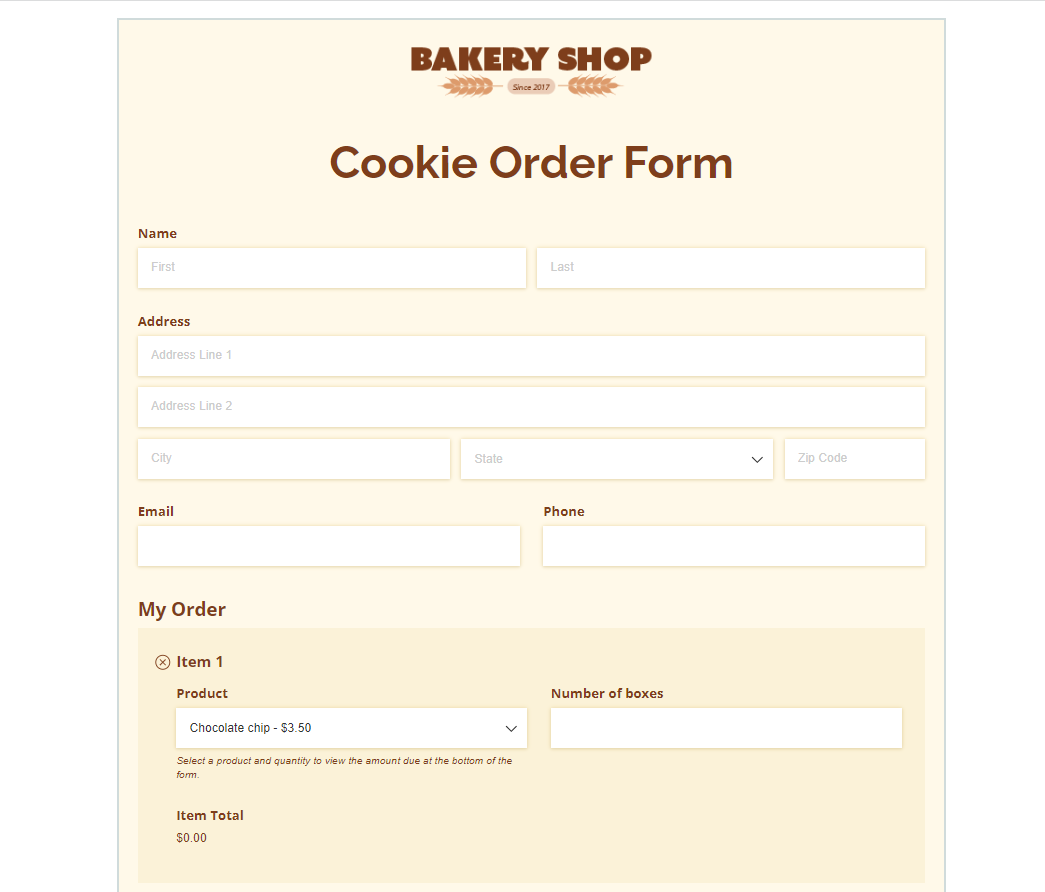 BAKERY SHOP
Since 2017
Cookie Order Form
Name
First Last
Address
Address Line 1
Address Line 2
City State Zip Code
Email Phone
My Order
Item 1
Product Number of boxes
Chocolate chip - $3.50
Select a product and quantity to view the amount due at the bottom of the
form.
Item Total
$0.00